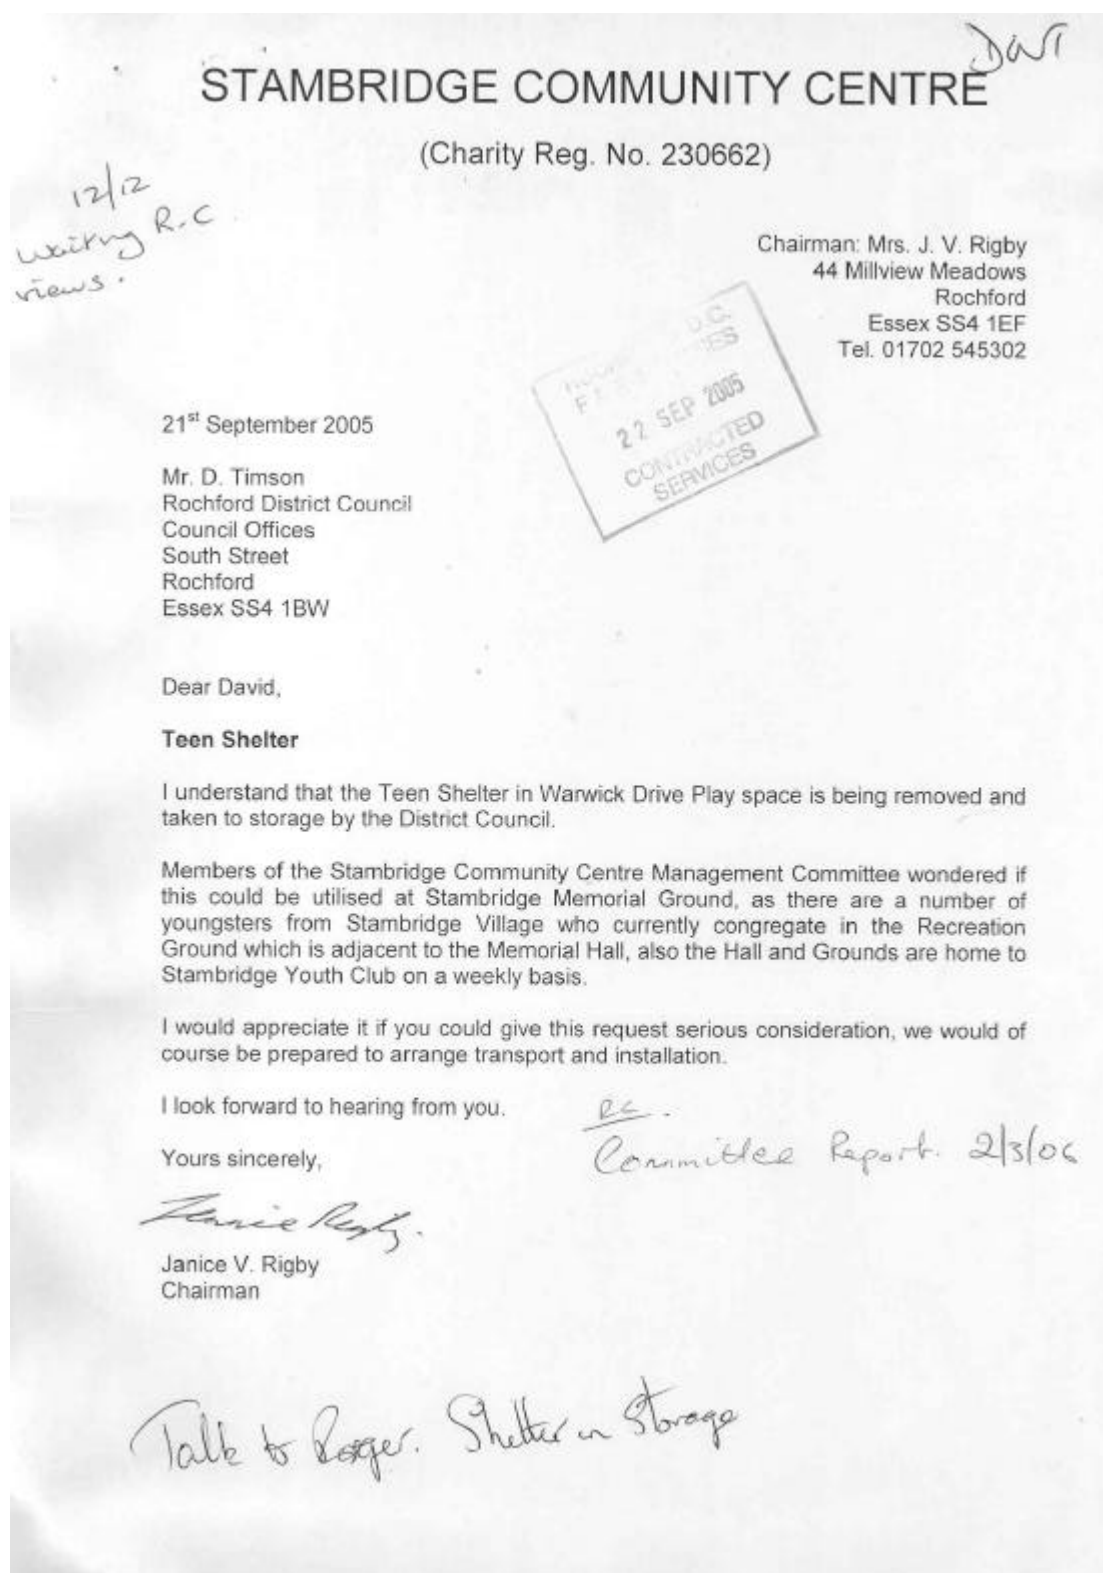 STAMBRIDGE COMMUNITY CENTRE
(Charity Reg. No. 230662)
12/12
Waiting R.C
views.
Chairman: Mrs. J. V. Rigby
44 Millview Meadows
Rochford
Essex SS4 1EF
Tel. 01702 545302
D.C.
22 SEP 2005
CONTRACTED
SERVICES
21st September 2005
Mr. D. Timson
Rochford District Council
Council Offices
South Street
Rochford
Essex SS4 1BW
Dear David,
Teen Shelter
I understand that the Teen Shelter in Warwick Drive Play space is being removed and
taken to storage by the District Council.
Members of the Stambridge Community Centre Management Committee wondered if
this could be utilised at Stambridge Memorial Ground, as there are a number of
youngsters from Stambridge Village who currently congregate in the Recreation
Ground which is adjacent to the Memorial Hall, also the Hall and Grounds are home to
Stambridge Youth Club on a weekly basis.
I would appreciate it if you could give this request serious consideration, we would of
course be prepared to arrange transport and installation.
I look forward to hearing from you.
RC.
Committee Report. 2/3/06
Yours sincerely,
Janice Rigby.
Janice V. Rigby
Chairman
Talk to Roger. Shelter in Storage